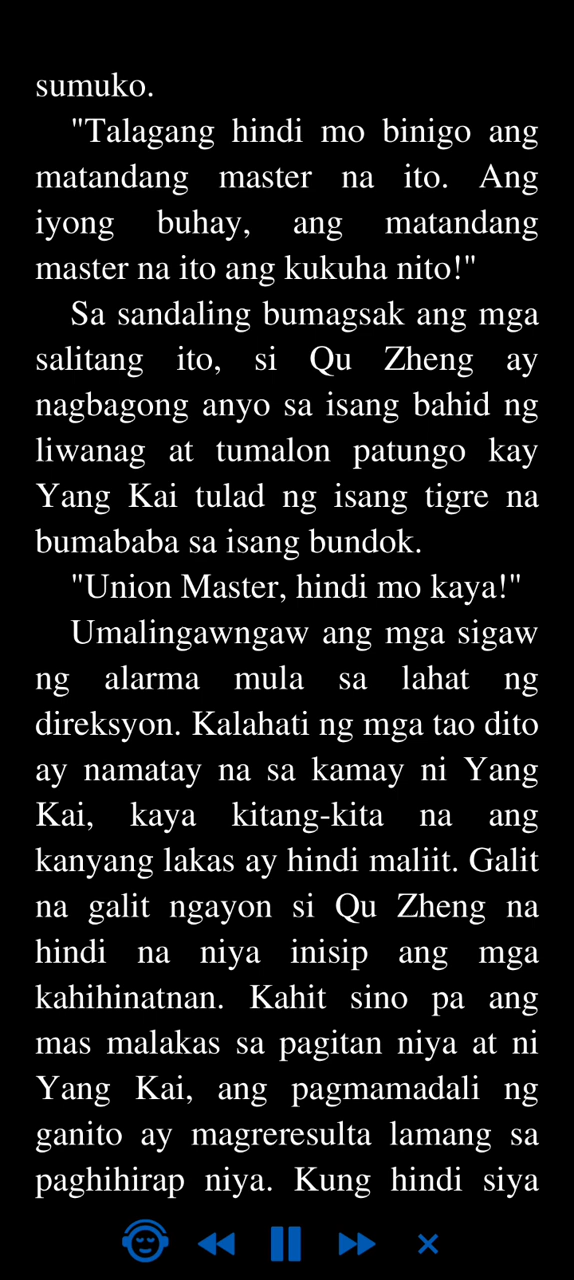 sumuko.
"Talagang hindi mo binigo ang
matandang master na ito. Ang
iyong buhay, ang matandang
master na ito ang kukuha nito!"
Sa sandaling bumagsak ang mga
salitang ito, si Qu Zheng ay
nagbagong anyo sa isang bahid ng
liwanag at tumalon patungo kay
Yang Kai tulad ng isang tigre na
bumababa sa isang bundok.
"Union Master, hindi mo kaya!"
Umalingawngaw ang mga sigaw
ng alarma mula sa lahat ng
direksyon. Kalahati ng mga tao dito
ay namatay na sa kamay ni Yang
Kai, kaya kitang-kita na ang
kanyang lakas ay hindi maliit. Galit
na galit ngayon si Qu Zheng na
hindi na niya inisip ang mga
kahihinatnan. Kahit sino pa ang
mas malakas sa pagitan niya at ni
Yang Kai, ang pagmamadali ng
ganito ay magreresulta lamang sa
paghihirap niya. Kung hindi siya